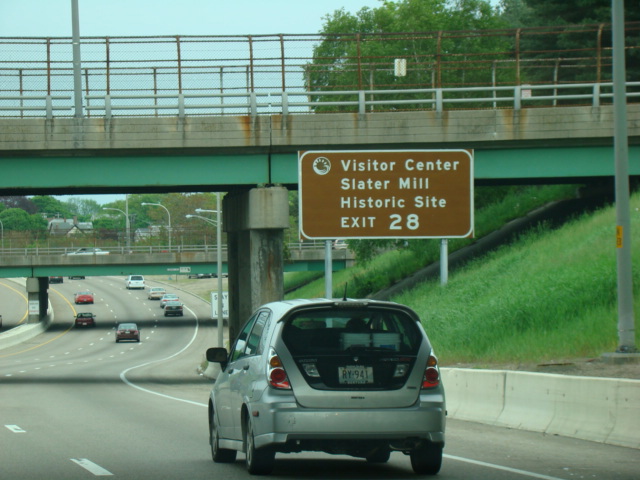 Visitor Center
Slater Mill
Historic Site
EXIT 28